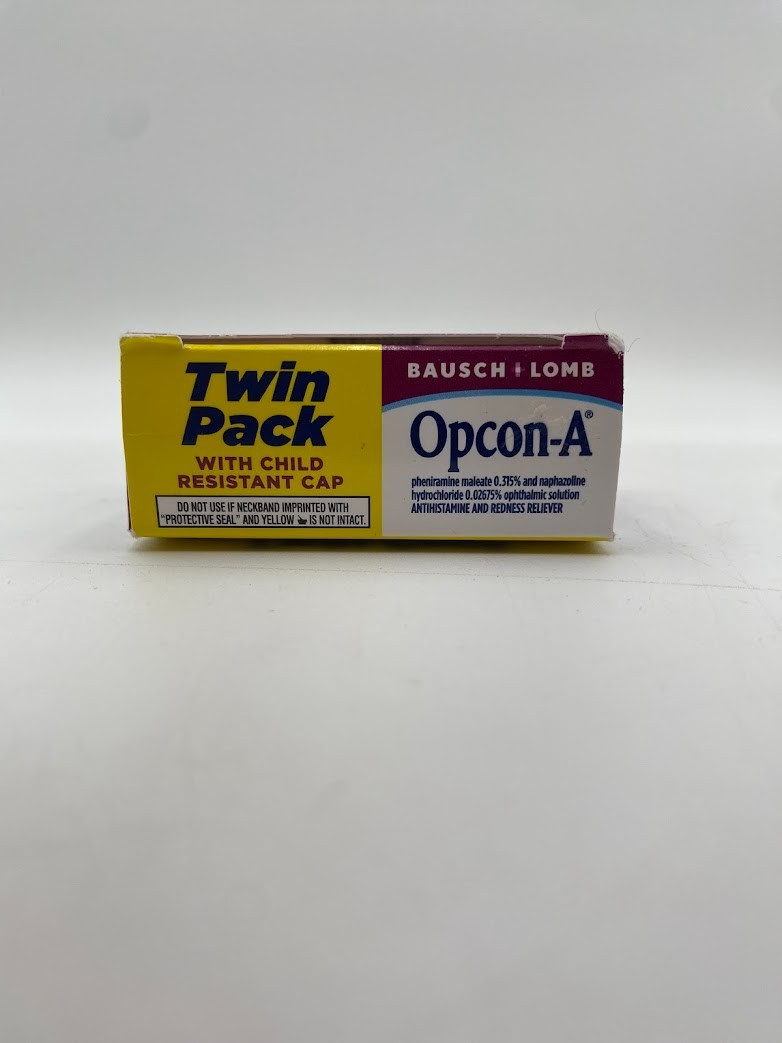 Twin
Pack
WITH CHILD
RESISTANT CAP
DO NOT USE IF NECKBAND IMPRINTED WITH
"PROTECTIVE SEAL" AND YELLOW IS NOT INTACT.
BAUSCH + LOMB
Opcon-A®
pheniramine maleate 0.315% and naphazoline
hydrochloride 0.02675% ophthalmic solution
ANTIHISTAMINE AND REDNESS RELIEVER